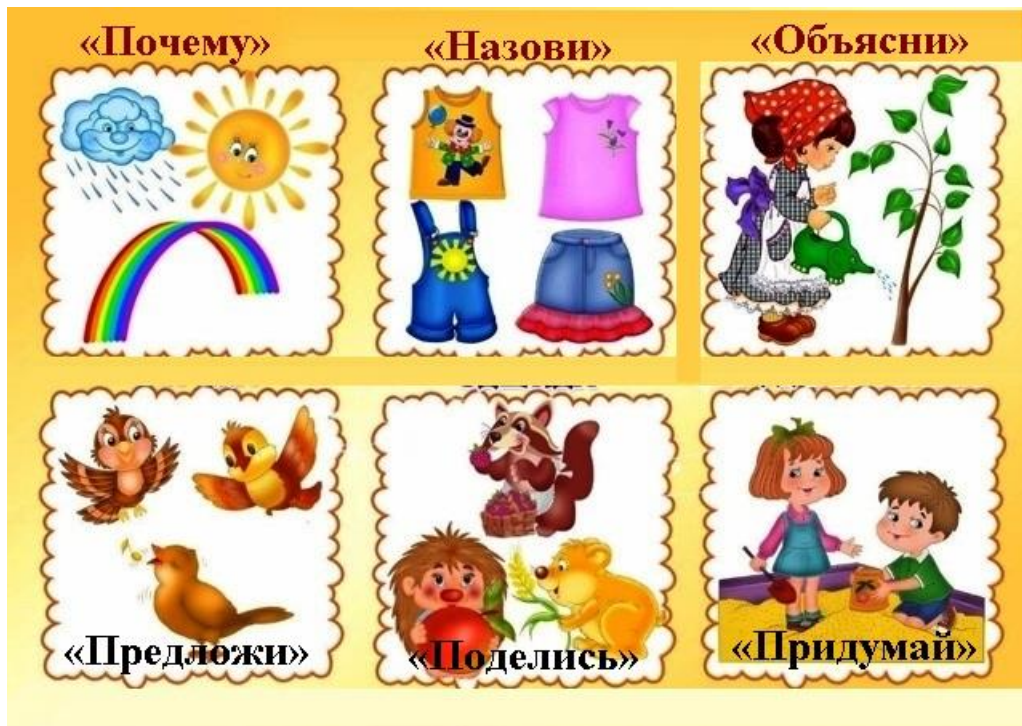 «Почему»
«Назови»
«Объясни»
«Предложи»
«Поделись»
«Придумай»